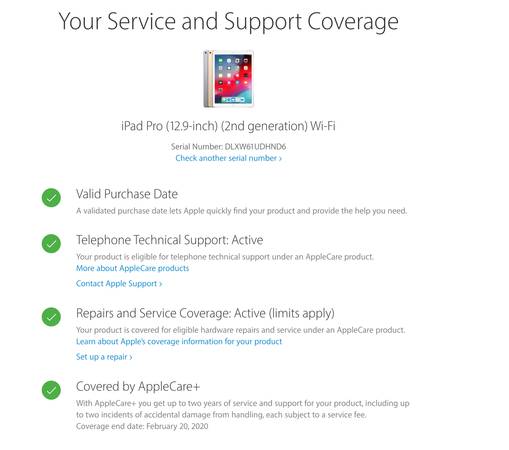 Your Service and Support Coverage
iPad Pro (12.9-inch) (2nd generation) Wi-Fi
Serial Number: DLXW61UDHND6
Check another serial number ›
Valid Purchase Date
A validated purchase date lets Apple quickly find your product and provide the help you need.
Telephone Technical Support: Active
Your product is eligible for telephone technical support under an AppleCare product.
More about AppleCare products
Contact Apple Support ›
Repairs and Service Coverage: Active (limits apply)
Your product is covered for eligible hardware repairs and service under an AppleCare product.
Learn about Apple's coverage information for your product
Set up a repair ›
Covered by AppleCare+
With AppleCare+ you get up to two years of service and support for your product, including up
to two incidents of accidental damage from handling, each subject to a service fee.
Coverage end date: February 20, 2020